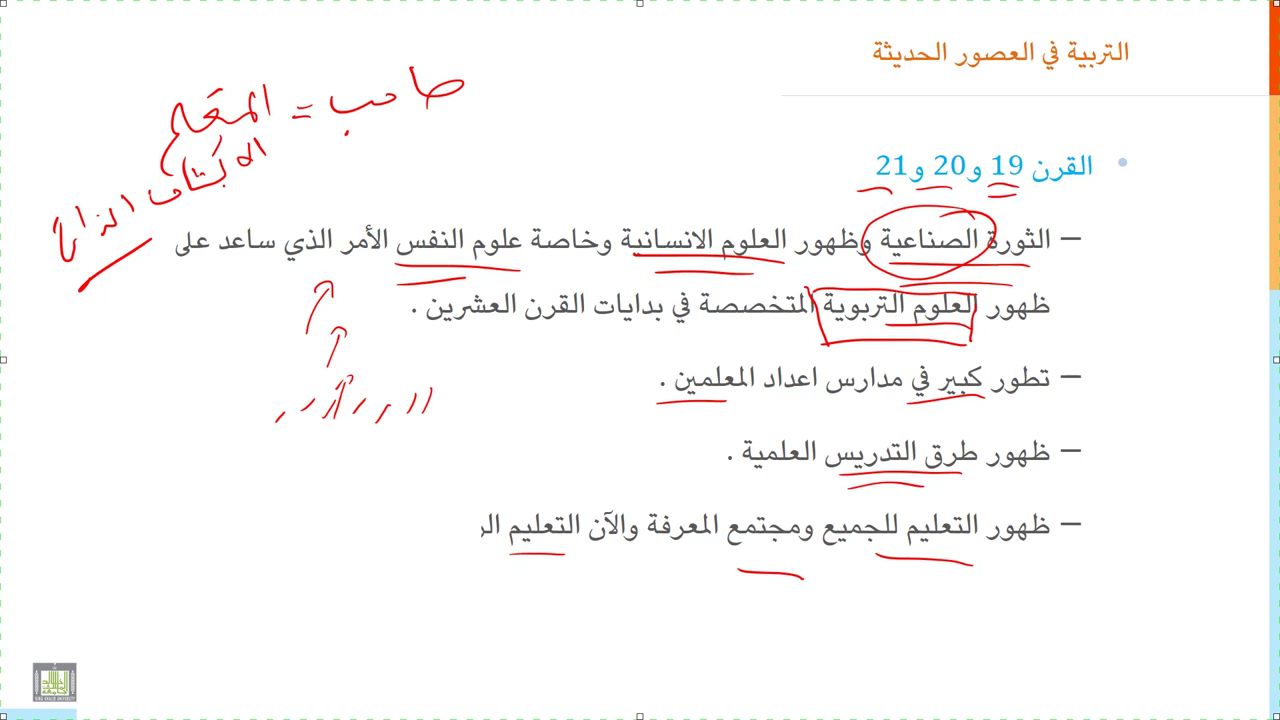 التربية في العصور الحديثة
القرن 19 و20 و21
– الثورة الصناعية وظهور العلوم الانسانية وخاصة علوم النفس الأمر الذي ساعد على
ظهور العلوم التربوية المتخصصة في بدايات القرن العشرين .
– تطور كبير في مدارس اعداد المعلمين .
– ظهور طرق التدريس العلمية .
– ظهور التعليم للجميع ومجتمع المعرفة والآن التعليم الر
صاحب = المتعلم